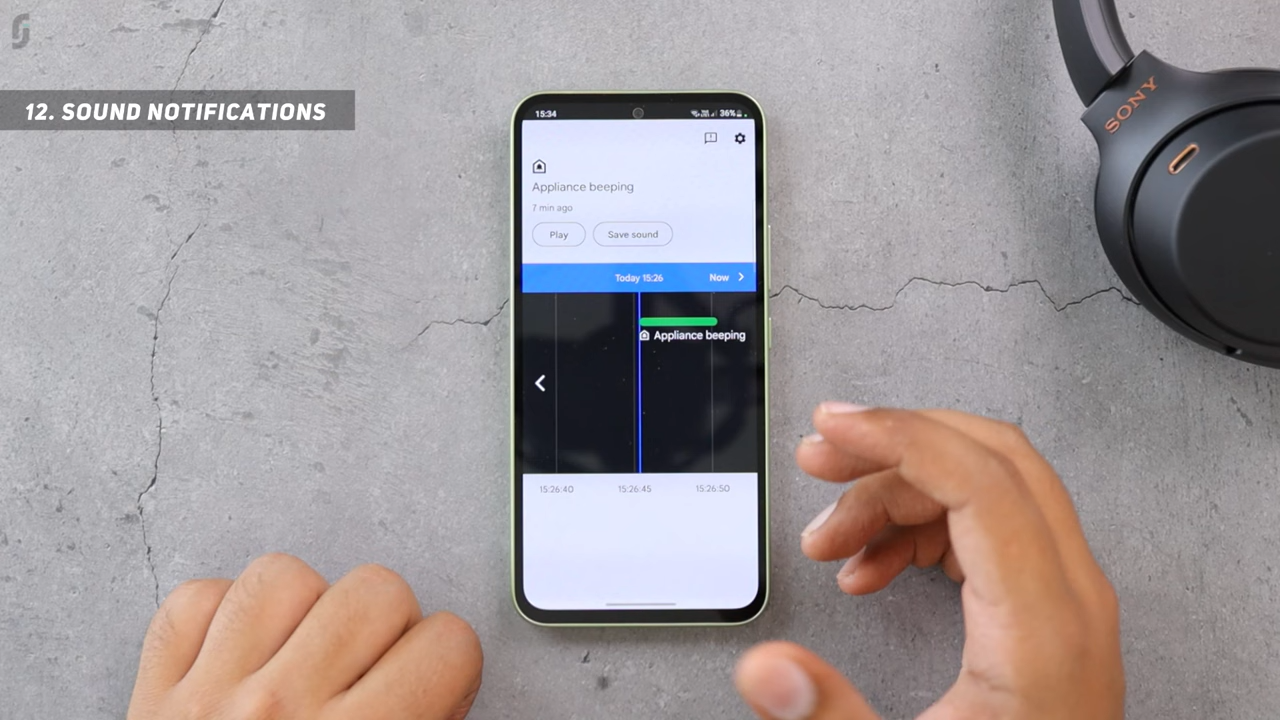 12. SOUND NOTIFICATIONS
SONY
15:34
36%
Appliance beeping
7 min ago
Play
Save sound
Today 15:26
Now
Appliance beeping
15:26:40
15:26:45
15:26:50